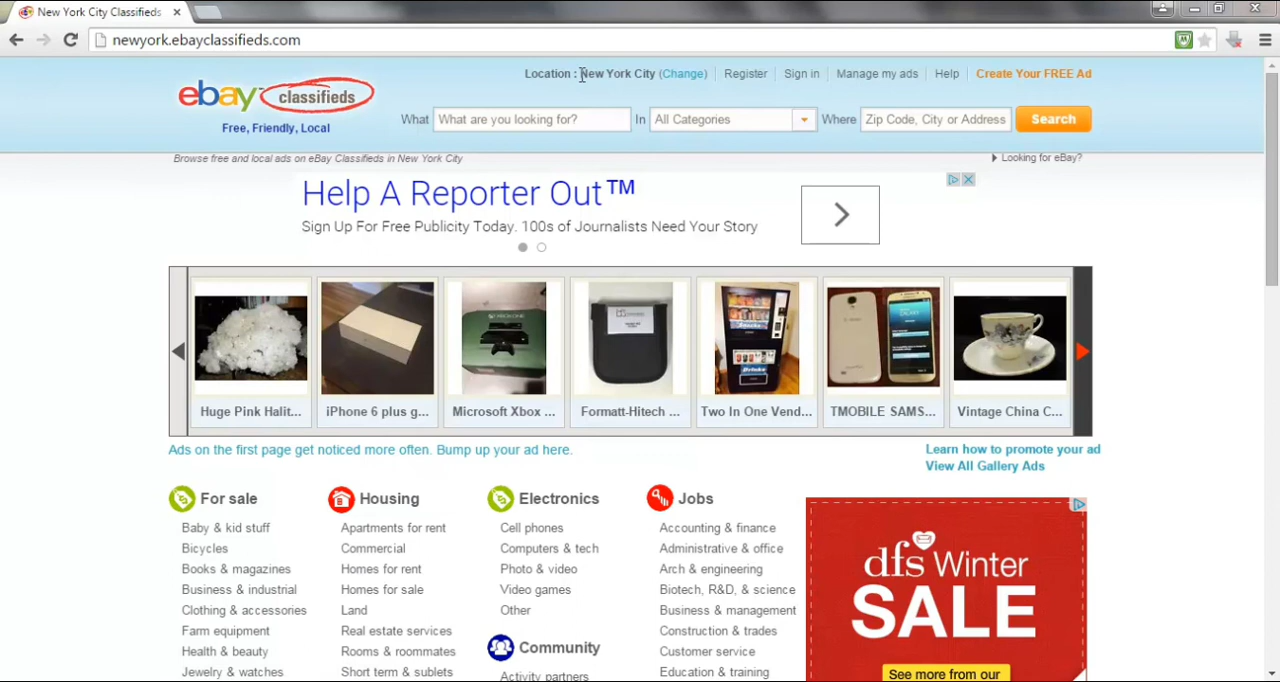 New York City Classifieds
newyork.ebayclassifieds.com
Location : New York City (Change) Register Sign in Manage my ads Help Create Your FREE Ad
ebay classifieds
Free, Friendly, Local
What What are you looking for? In All Categories Where Zip Code, City or Address Search
Browse free and local ads on eBay Classifieds in New York City
Looking for eBay?
Help A Reporter Out™
Sign Up For Free Publicity Today. 100s of Journalists Need Your Story
Huge Pink Halit... iPhone 6 plus g... Microsoft Xbox ... Formatt-Hitech ... Two In One Vend... TMOBILE SAMS... Vintage China C...
Ads on the first page get noticed more often. Bump up your ad here.
Learn how to promote your ad
View All Gallery Ads
For sale
Baby & kid stuff
Bicycles
Books & magazines
Business & industrial
Clothing & accessories
Farm equipment
Health & beauty
Jewelry & watches
Housing
Apartments for rent
Commercial
Homes for rent
Homes for sale
Land
Real estate services
Rooms & roommates
Short term & sublets
Electronics
Cell phones
Computers & tech
Photo & video
Video games
Other
Community
Activity partners
Jobs
Accounting & finance
Administrative & office
Arch & engineering
Biotech, R&D, & science
Business & management
Construction & trades
Customer service
Education & training
dfs Winter
SALE
See more from our